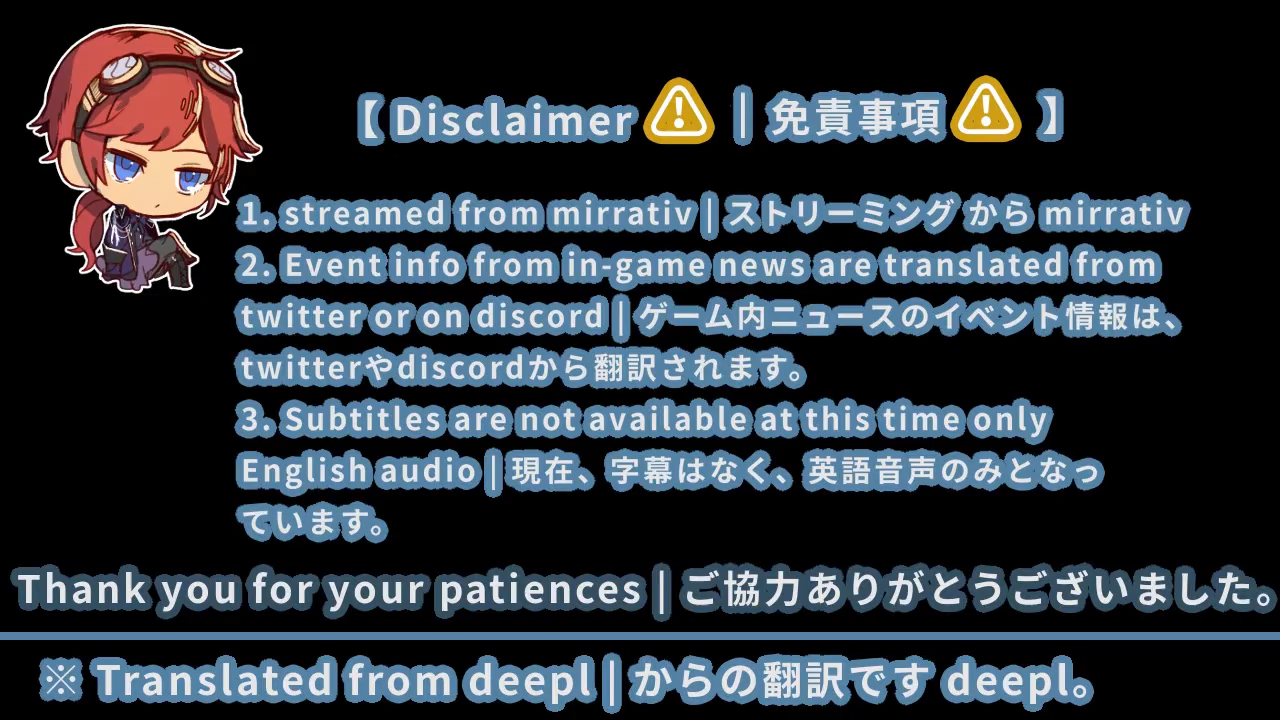 【 Disclaimer ⚠ | 免責事項 ⚠ 】
1. streamed from mirrativ | ストリーミング から mirrativ
2. Event info from in-game news are translated from
twitter or on discord | ゲーム内ニュースのイベント情報は、
twitterやdiscordから翻訳されます。
3. Subtitles are not available at this time only
English audio | 現在、字幕はなく、英語音声のみとなっ
ています。
Thank you for your patiences | ご協力ありがとうございました。
※ Translated from deepl | からの翻訳です deepl。